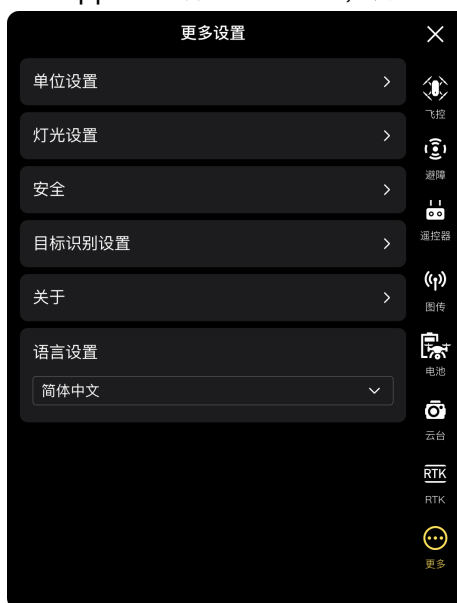 更多设置
单位设置
灯光设置
安全
目标识别设置
关于
语言设置
简体中文
飞控
避障
遥控器
图传
电池
云台
RTK
RTK
更多